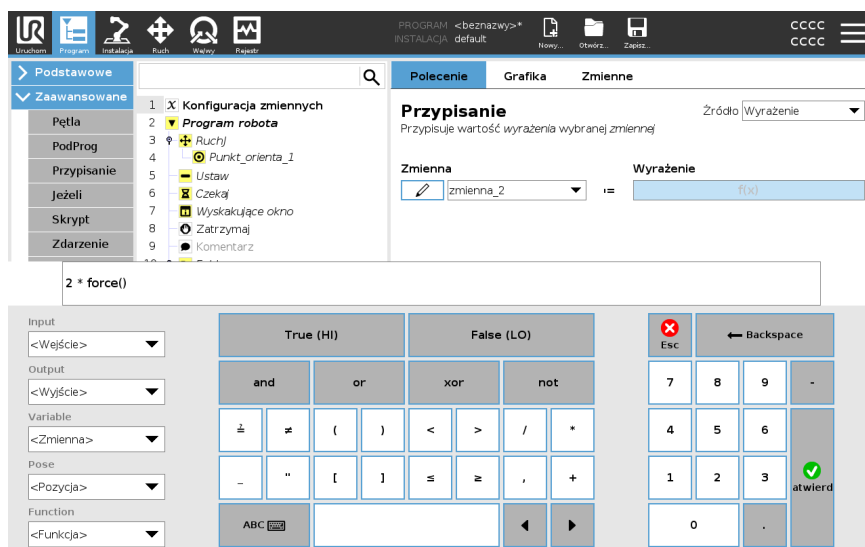 UR
PROGRAM <beznazwy>*
INSTALACJA default
CCCC
CCCC
Uruchom Program Instalacja Ruch We/wy Rejestr Nowy... Otwórz... Zapisz...
Podstawowe
Zaawansowane
Pętla
PodProg
Przypisanie
Jeżeli
Skrypt
Zdarzenie
1 X Konfiguracja zmiennych
2 Program robota
3 RuchJ
4 Punkt_orienta_1
5 Ustaw
6 Czekaj
7 Wyskakujące okno
8 Zatrzymaj
9 Komentarz
Polecenie Grafika Zmienne
Przypisanie
Źródło Wyrażenie
Przypisuje wartość wyrażenia wybranej zmiennej
Zmienna Wyrażenie
zmienna_2 := f(x)
2 * force()
Input
<Wejście>
Output
<Wyjście>
Variable
<Zmienna>
Pose
<Pozycja>
Function
<Funkcja>
True (HI) False (LO)
and or xor not
≟ ≠ ( ) < > / *
_ " [ ] ≤ ≥ , +
ABC
Esc Backspace
7 8 9 -
4 5 6
1 2 3 atwierd
0 .